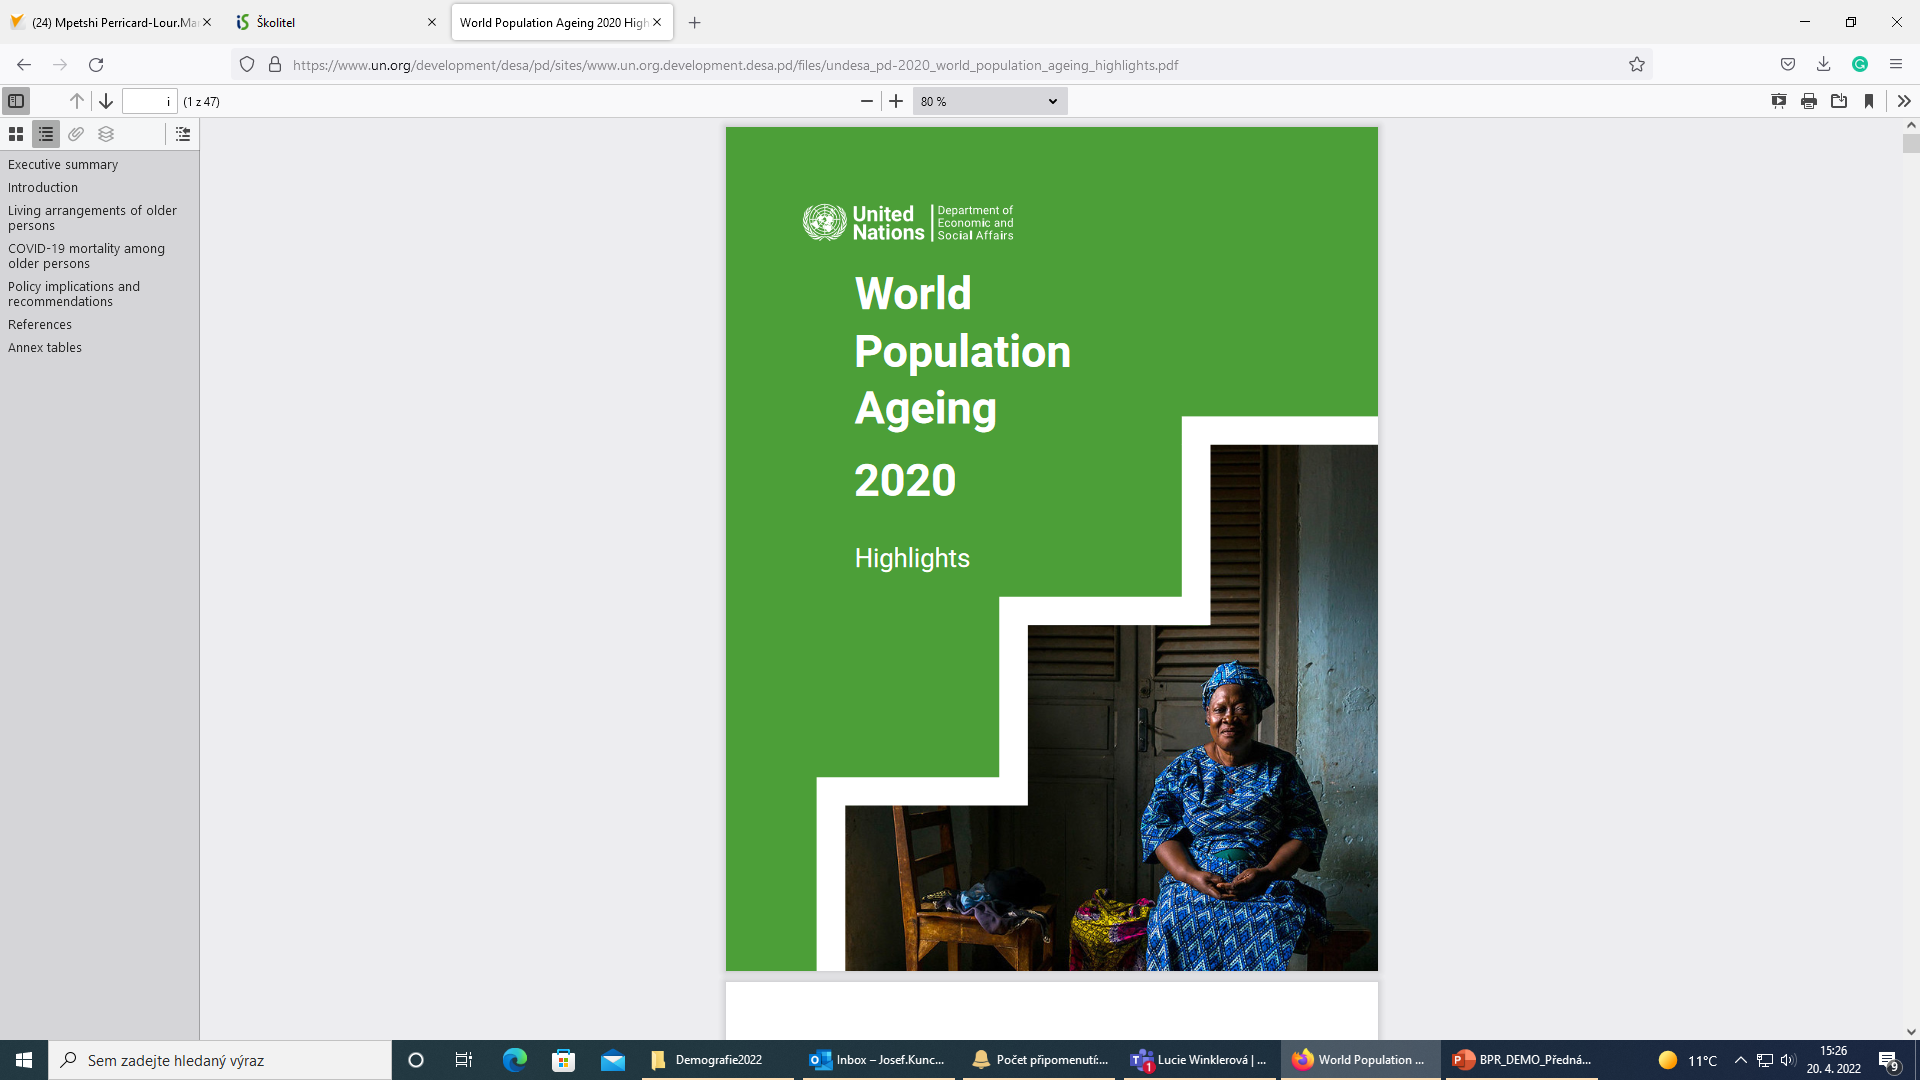 (24) Mpetshi Perricard-Lour.Ma
Školitel
World Population Ageing 2020 High
https://www.un.org/development/desa/pd/sites/www.un.org.development.desa.pd/files/undesa_pd-2020_world_population_ageing_highlights.pdf
i
(1 z 47)
80 %
Executive summary
Introduction
Living arrangements of older
persons
COVID-19 mortality among
older persons
Policy implications and
recommendations
References
Annex tables
United
Nations
Department of
Economic and
Social Affairs
World
Population
Ageing
2020
Highlights
Sem zadejte hledaný výraz
Demografie2022
Inbox – Josef.Kunc...
Počet připomenutí:...
1
Lucie Winklerová | ...
World Population ...
BPR_DEMO_Předná...
11°C
15:26
20. 4. 2022
9